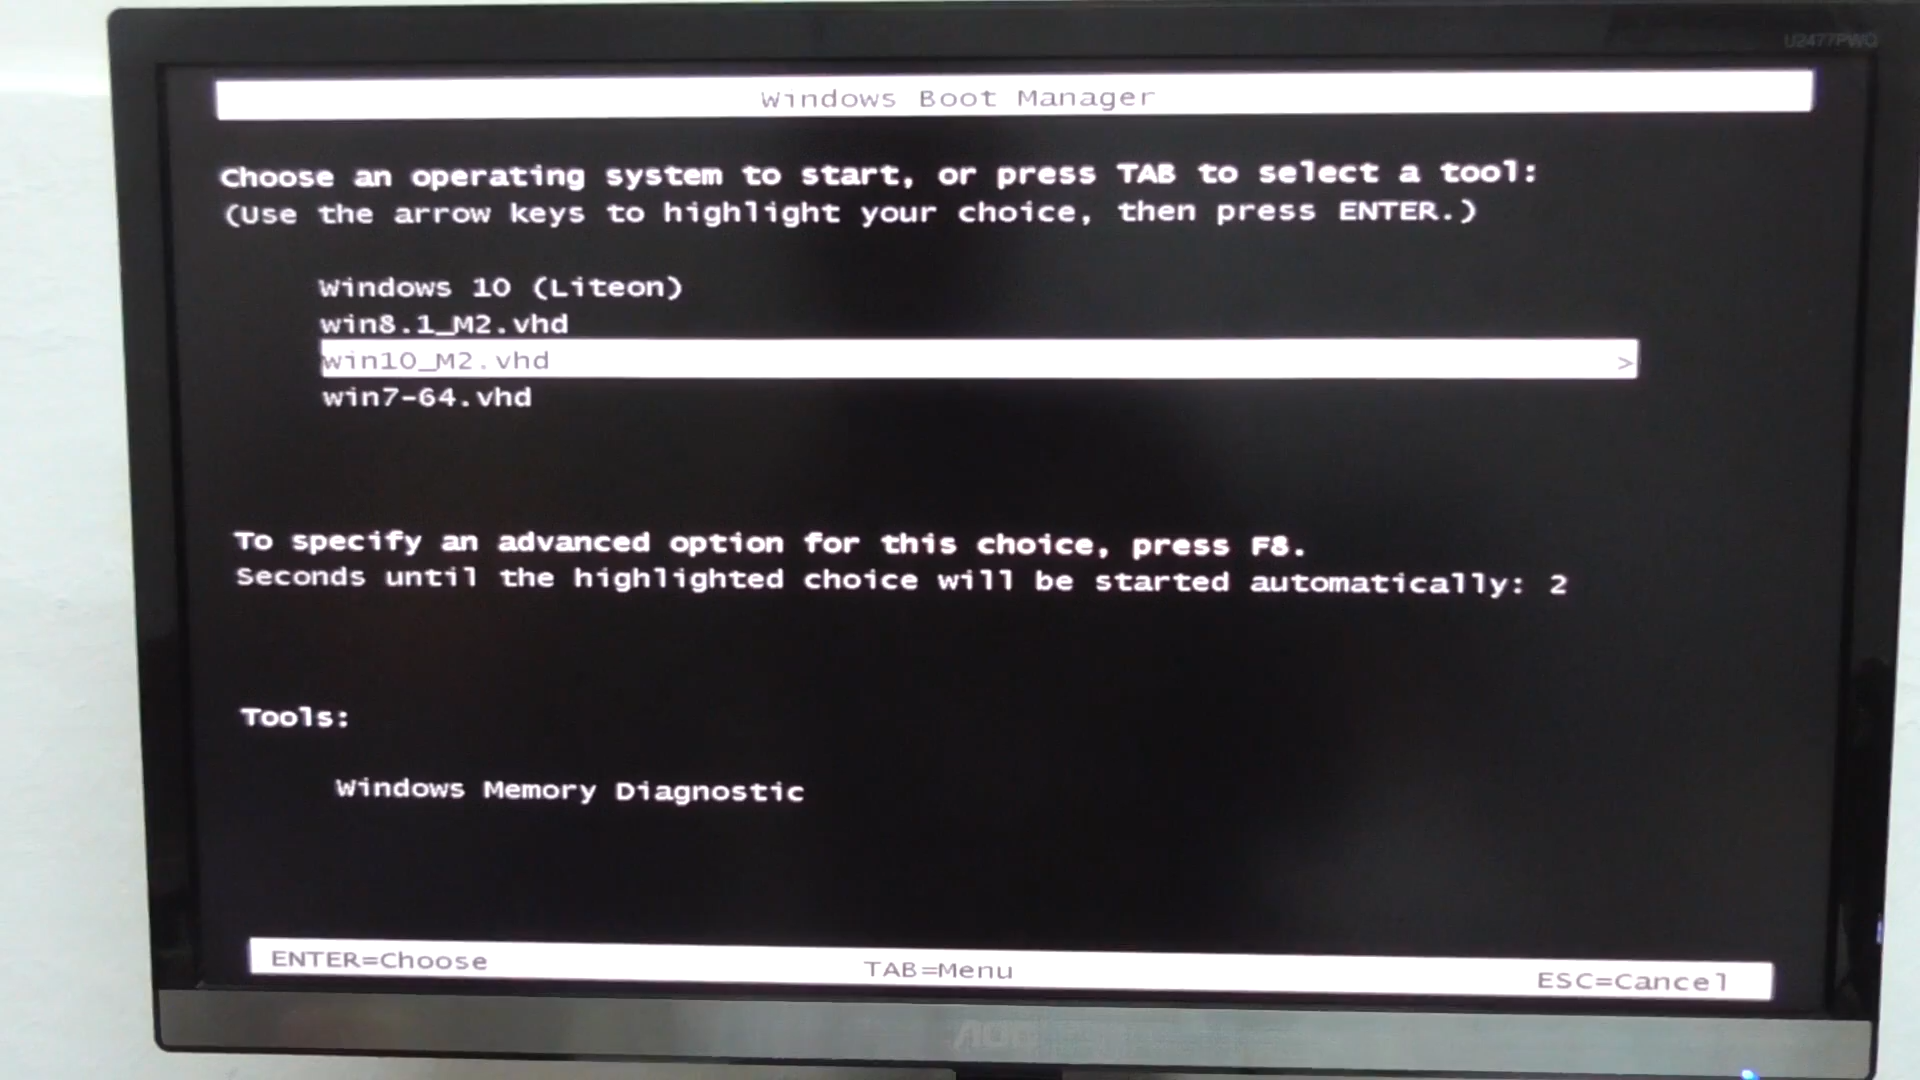 U2477PWQ
Windows Boot Manager
Choose an operating system to start, or press TAB to select a tool:
(Use the arrow keys to highlight your choice, then press ENTER.)
Windows 10 (Liteon)
win8.1_M2.vhd
win10_M2.vhd >
win7-64.vhd
To specify an advanced option for this choice, press F8.
Seconds until the highlighted choice will be started automatically: 2
Tools:
Windows Memory Diagnostic
ENTER=Choose TAB=Menu ESC=Cancel
AOC